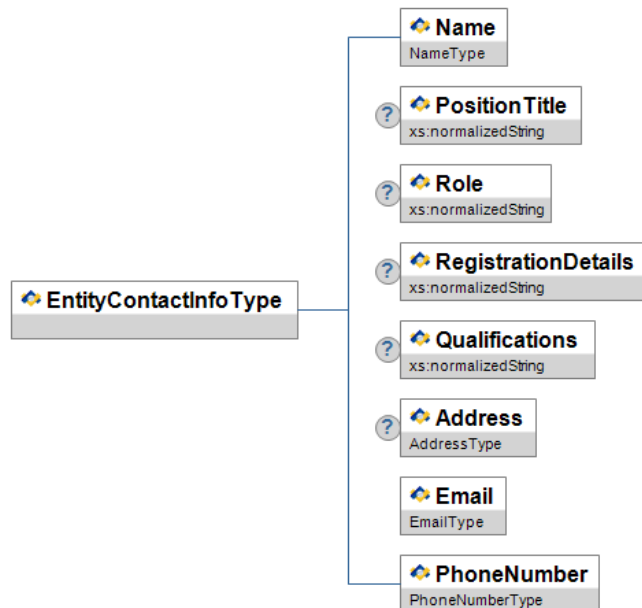 Name
NameType
?
PositionTitle
xs:normalizedString
?
Role
xs:normalizedString
?
RegistrationDetails
xs:normalizedString
EntityContactInfoType
?
Qualifications
xs:normalizedString
?
Address
AddressType
Email
EmailType
PhoneNumber
PhoneNumberType